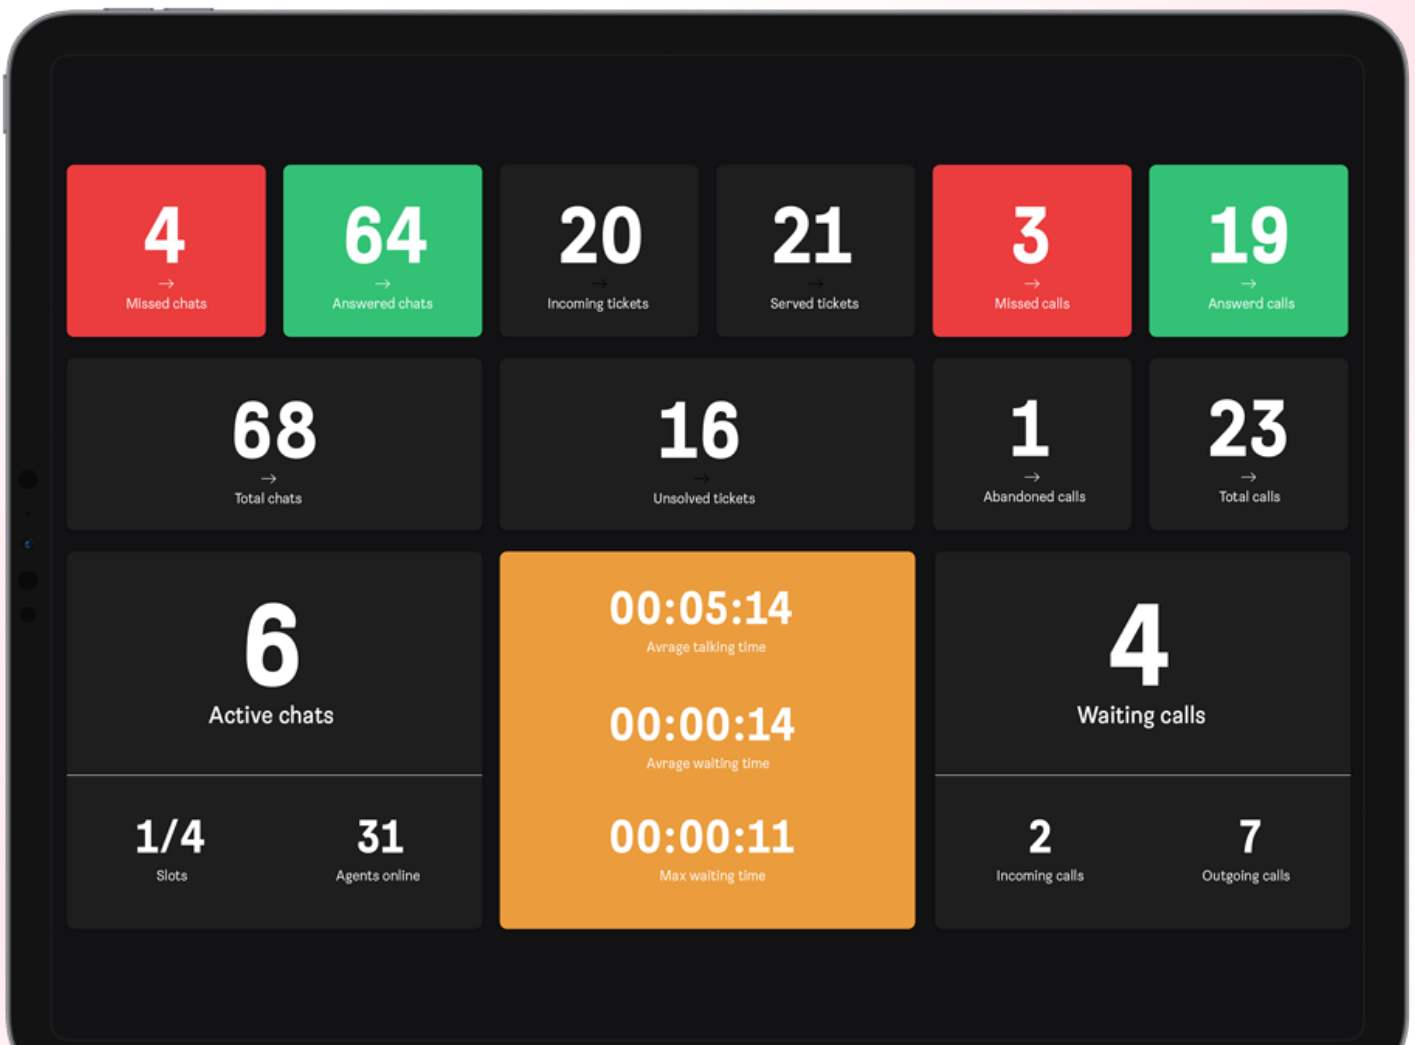 4
→
Missed chats
64
→
Answered chats
20
→
Incoming tickets
21
→
Served tickets
3
→
Missed calls
19
→
Answerd calls
68
→
Total chats
16
→
Unsolved tickets
1
→
Abandoned calls
23
→
Total calls
6
Active chats
1/4
Slots
31
Agents online
00:05:14
Avrage talking time
00:00:14
Avrage waiting time
00:00:11
Max waiting time
4
Waiting calls
2
Incoming calls
7
Outgoing calls